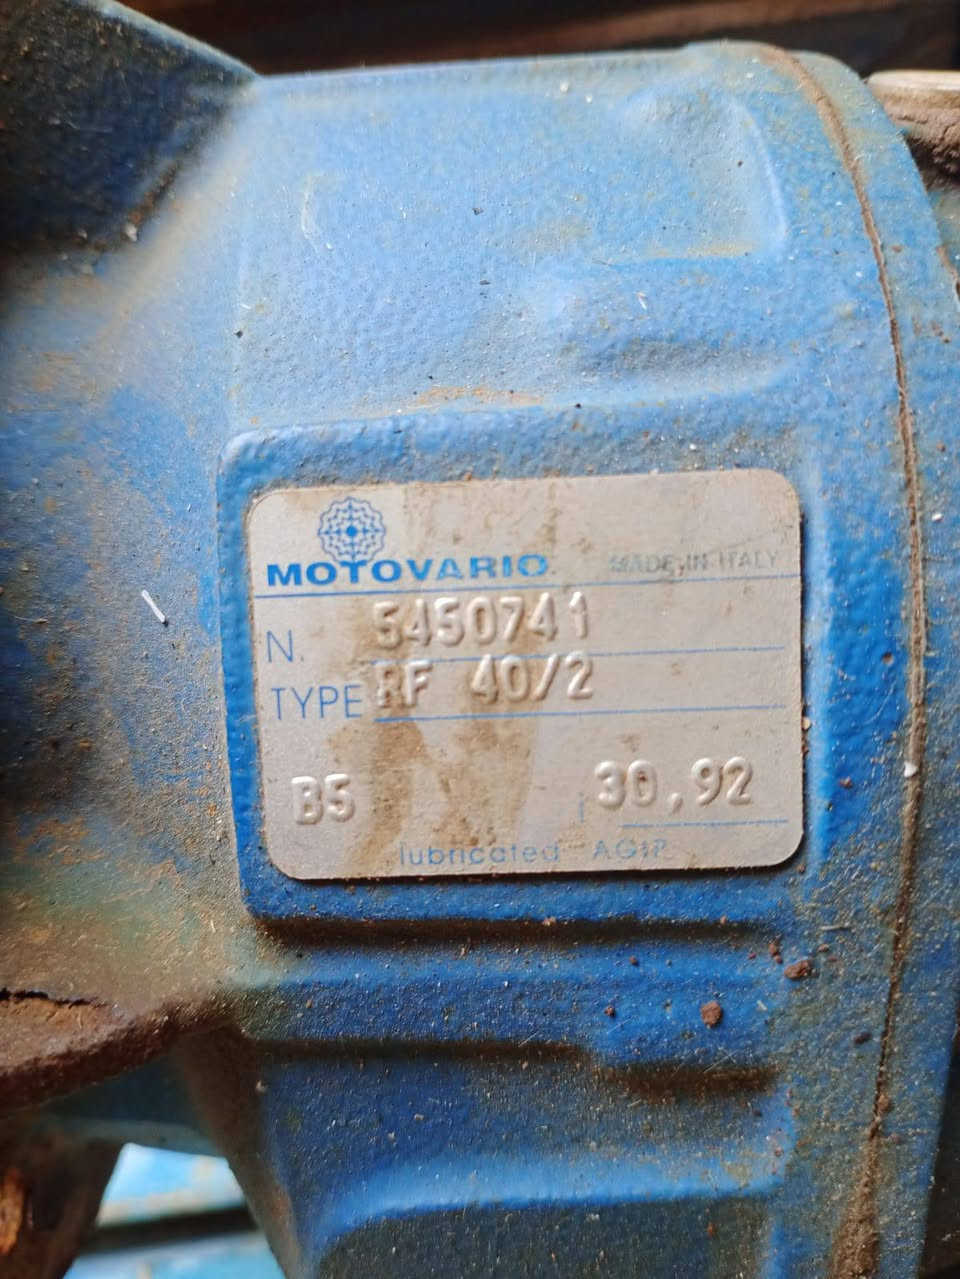 MOTOVARIO MADE IN ITALY
N. 5450741
TYPE RF 40/2
B5 i 30,92
lubricated AGIP